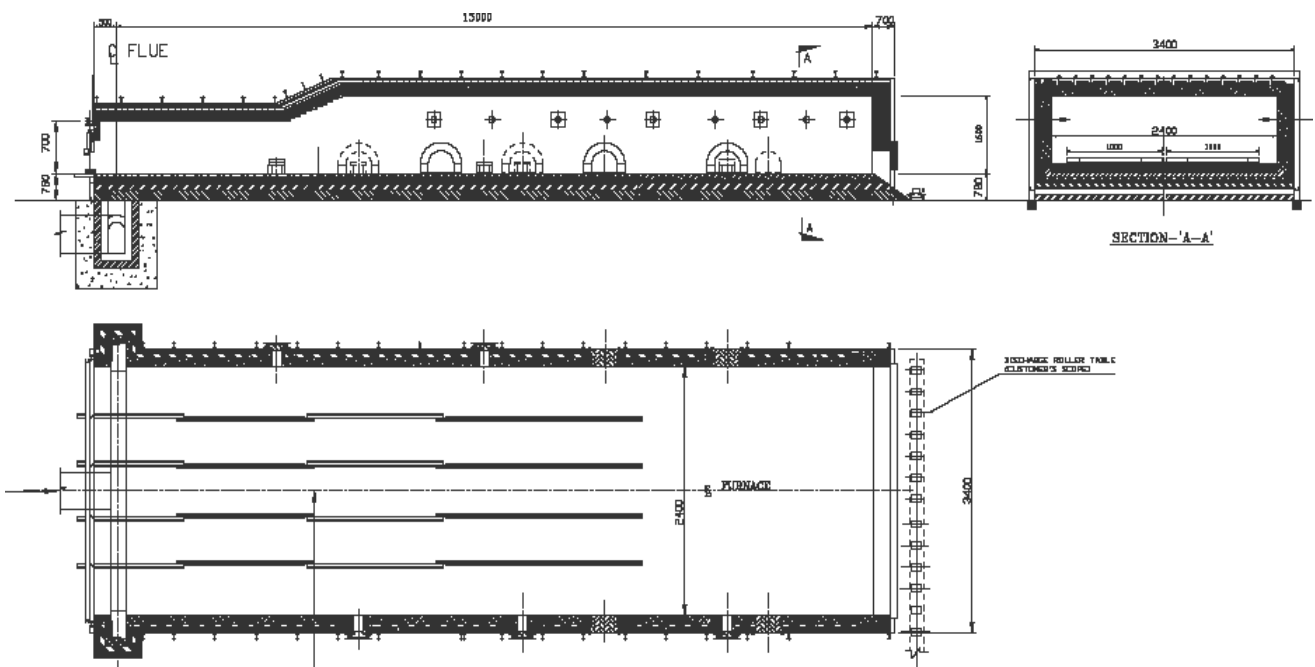 500
15000
700
℄ FLUE
A
700
780
1600
780
A
3400
2400
1000
SECTION-'A-A'
DISCHARGE ROLLER TABLE
(CUSTOMER'S SCOPE)
℄ FURNACE
2400
3400